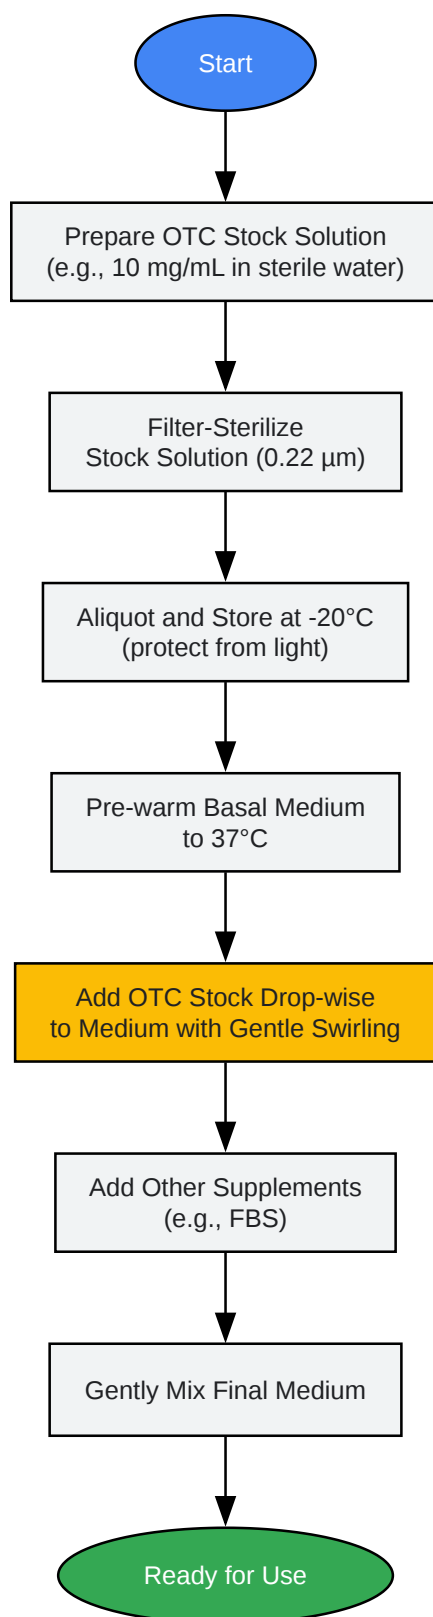 Start
Prepare OTC Stock Solution
(e.g., 10 mg/mL in sterile water)
Filter-Sterilize
Stock Solution (0.22 µm)
Aliquot and Store at -20°C
(protect from light)
Pre-warm Basal Medium
to 37°C
Add OTC Stock Drop-wise
to Medium with Gentle Swirling
Add Other Supplements
(e.g., FBS)
Gently Mix Final Medium
Ready for Use